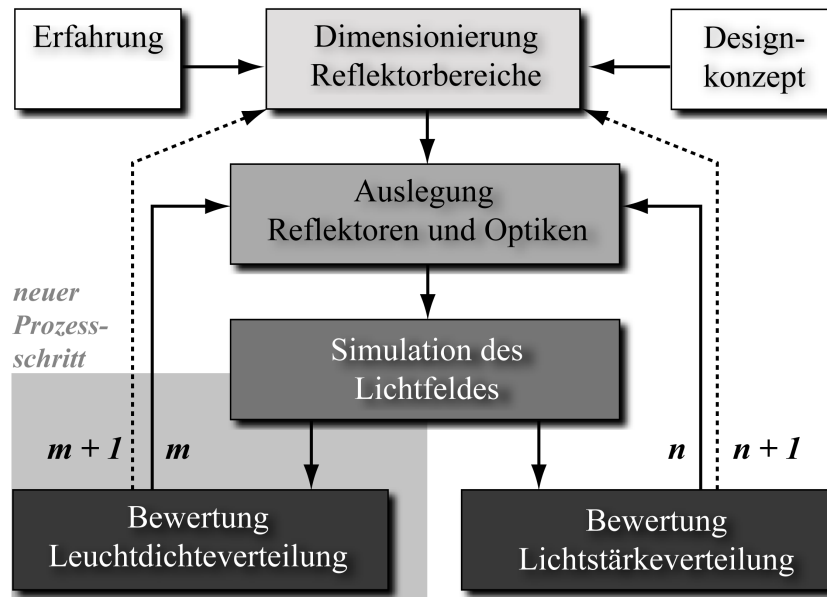 Erfahrung
Dimensionierung
Reflektorbereiche
Design-
konzept
Auslegung
Reflektoren und Optiken
neuer
Prozess-
schritt
Simulation des
Lichtfeldes
m + 1
m
n
n + 1
Bewertung
Leuchtdichteverteilung
Bewertung
Lichtstärkeverteilung